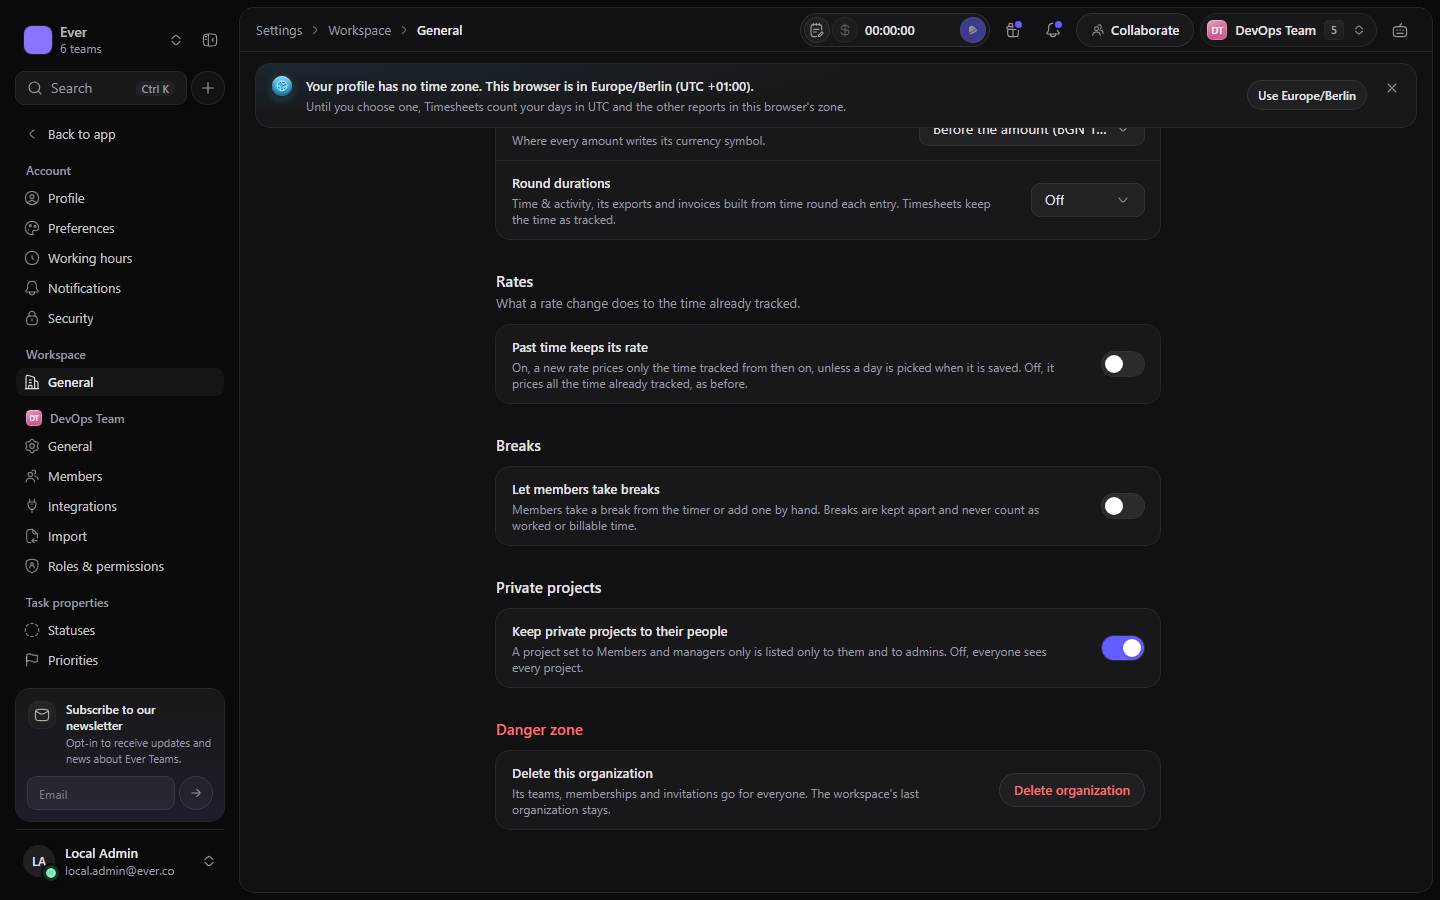 Ever
6 teams
Search
Ctrl K
Back to app
Account
Profile
Preferences
Working hours
Notifications
Security
Workspace
General
DT DevOps Team
General
Members
Integrations
Import
Roles & permissions
Task properties
Statuses
Priorities
Subscribe to our
newsletter
Opt-in to receive updates and
news about Ever Teams.
Email
LA
Local Admin
local.admin@ever.co
Settings
Workspace
General
00:00:00
Collaborate
DT DevOps Team 5
Your profile has no time zone. This browser is in Europe/Berlin (UTC +01:00).
Until you choose one, Timesheets count your days in UTC and the other reports in this browser's zone.
Use Europe/Berlin
Where every amount writes its currency symbol.
Before the amount (BGN 1...
Round durations
Time & activity, its exports and invoices built from time round each entry. Timesheets keep
the time as tracked.
Off
Rates
What a rate change does to the time already tracked.
Past time keeps its rate
On, a new rate prices only the time tracked from then on, unless a day is picked when it is saved. Off, it
prices all the time already tracked, as before.
Breaks
Let members take breaks
Members take a break from the timer or add one by hand. Breaks are kept apart and never count as
worked or billable time.
Private projects
Keep private projects to their people
A project set to Members and managers only is listed only to them and to admins. Off, everyone sees
every project.
Danger zone
Delete this organization
Its teams, memberships and invitations go for everyone. The workspace's last
organization stays.
Delete organization